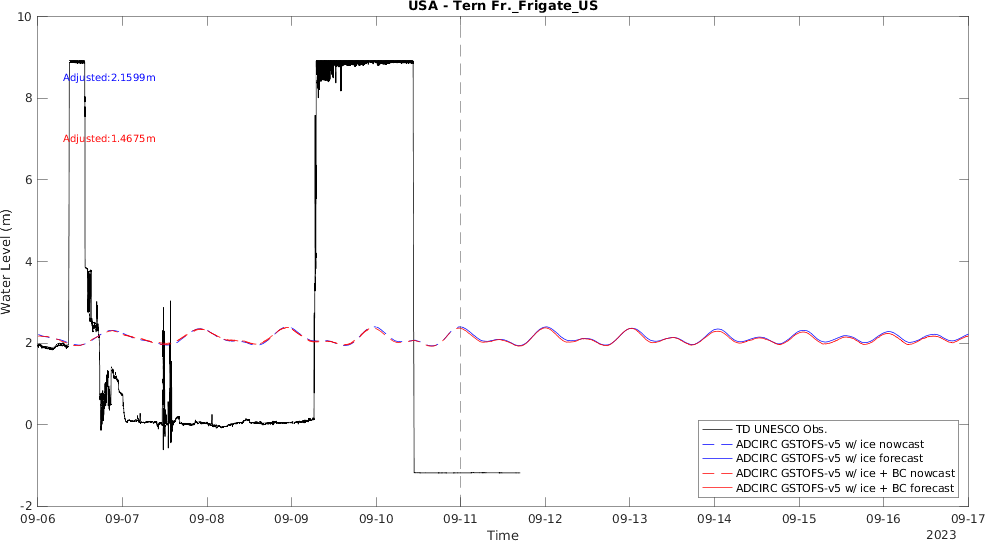 USA - Tern Fr._Frigate_US
10
8
6
4
2
0
-2
Water Level (m)
Adjusted:2.1599m
Adjusted:1.4675m
TD UNESCO Obs.
ADCIRC GSTOFS-v5 w/ ice nowcast
ADCIRC GSTOFS-v5 w/ ice forecast
ADCIRC GSTOFS-v5 w/ ice + BC nowcast
ADCIRC GSTOFS-v5 w/ ice + BC forecast
09-06 09-07 09-08 09-09 09-10 09-11 09-12 09-13 09-14 09-15 09-16 09-17
Time
2023